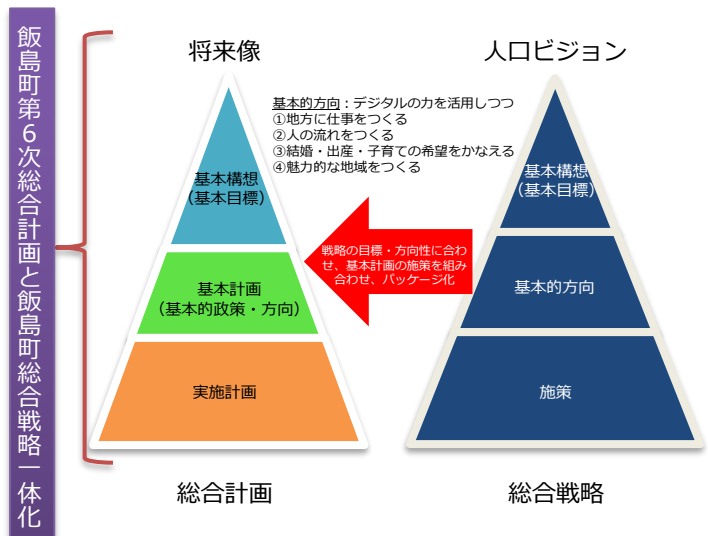 飯島町第6次総合計画と飯島町総合戦略一体化
将来像
人口ビジョン
基本的方向：デジタルの力を活用しつつ
①地方に仕事をつくる
②人の流れをつくる
③結婚・出産・子育ての希望をかなえる
④魅力的な地域をつくる
基本構想
（基本目標）
基本構想
（基本目標）
戦略の目標・方向性に合わ
せ、基本計画の施策を組み
合わせ、パッケージ化
基本計画
（基本的政策・方向）
基本的方向
実施計画
施策
総合計画
総合戦略